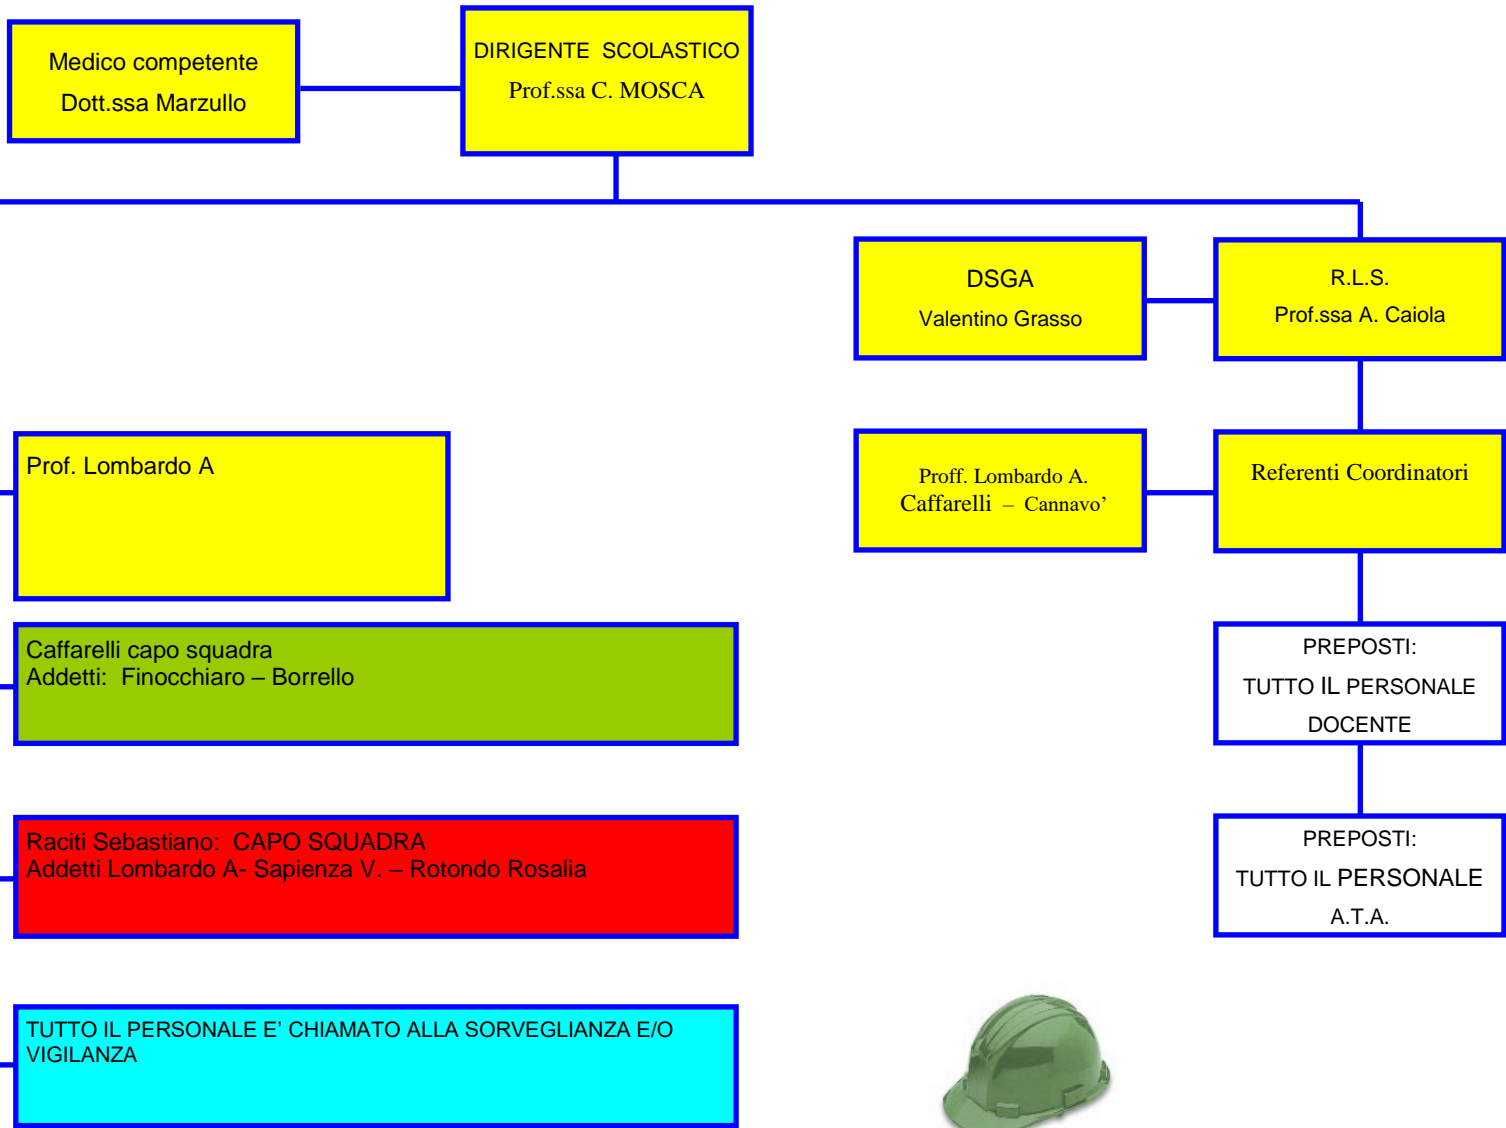 Medico competente
Dott.ssa Marzullo
DIRIGENTE SCOLASTICO
Prof.ssa C. MOSCA
DSGA
Valentino Grasso
R.L.S.
Prof.ssa A. Caiola
Prof. Lombardo A
Proff. Lombardo A.
Caffarelli – Cannavo’
Referenti Coordinatori
Caffarelli capo squadra
Addetti: Finocchiaro – Borrello
PREPOSTI:
TUTTO IL PERSONALE
DOCENTE
Raciti Sebastiano: CAPO SQUADRA
Addetti Lombardo A- Sapienza V. – Rotondo Rosalia
PREPOSTI:
TUTTO IL PERSONALE
A.T.A.
TUTTO IL PERSONALE E’ CHIAMATO ALLA SORVEGLIANZA E/O
VIGILANZA